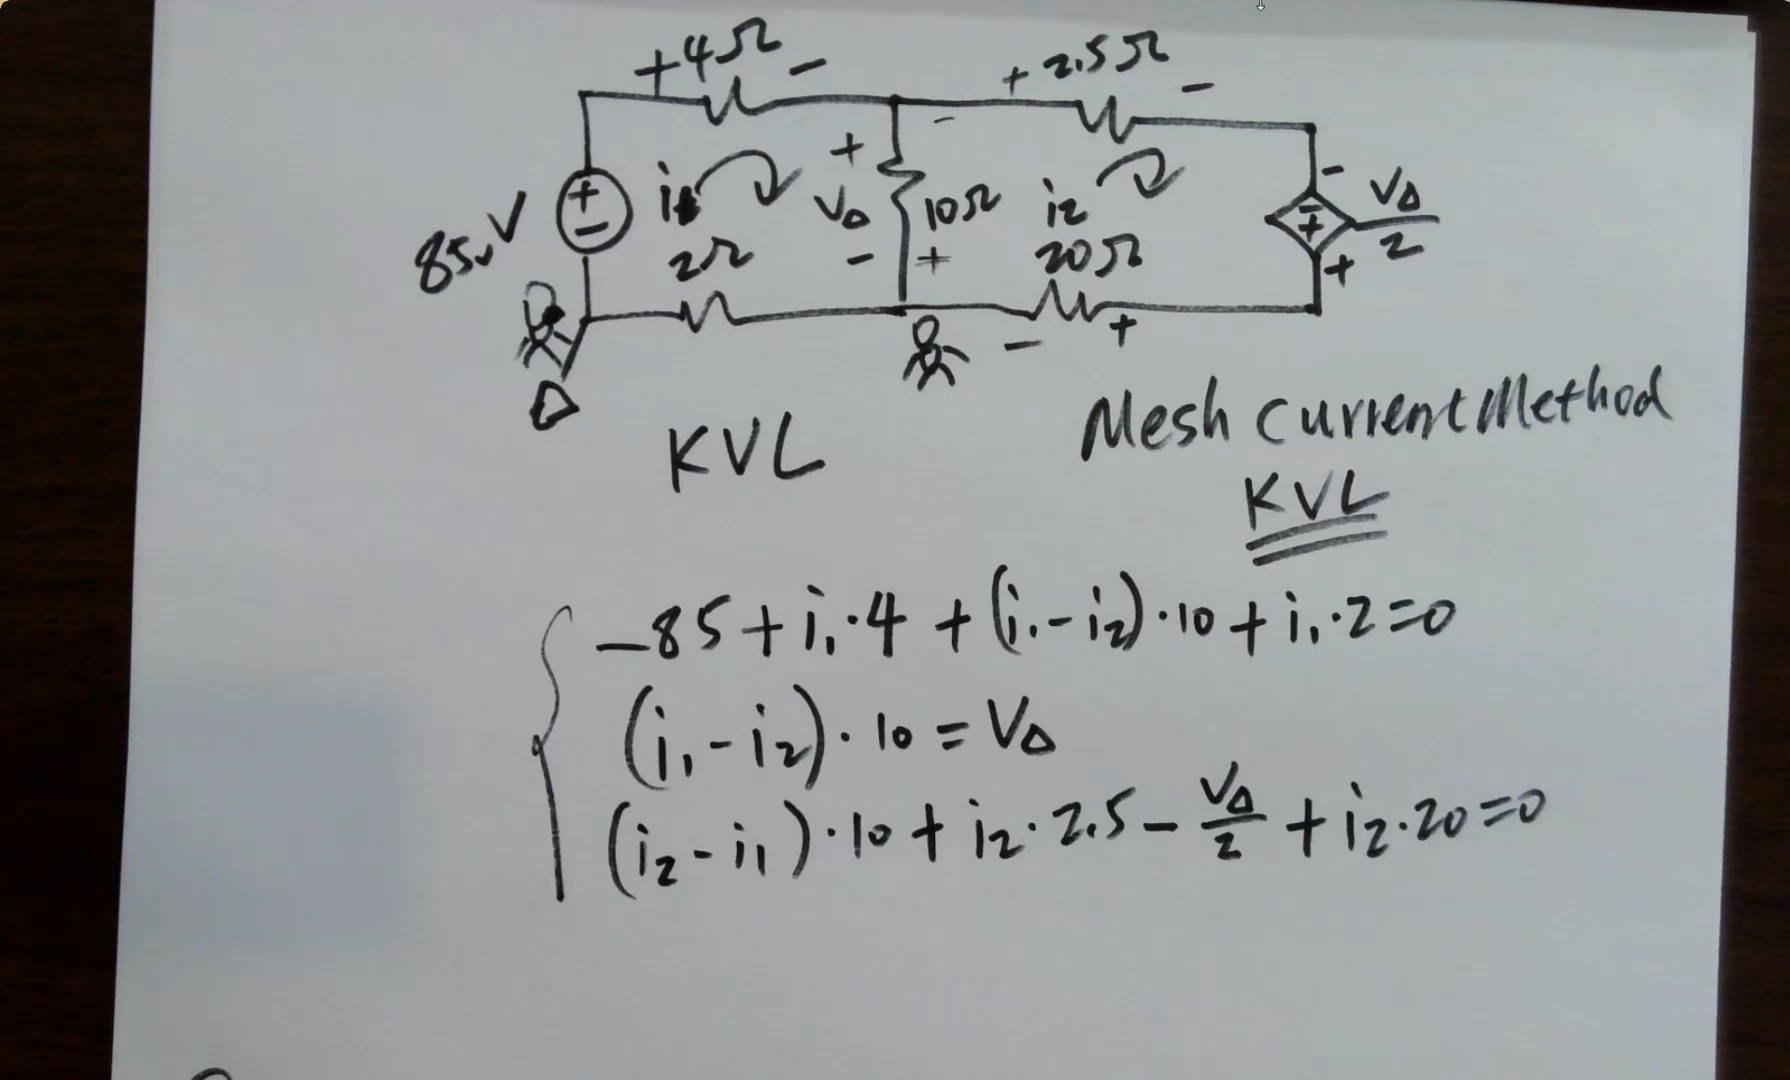 + 4Ω -
+ 2.5Ω -
85V
+
-
i1
2Ω
+
VΔ
-
-
10Ω
+
i2
20Ω
- +
-
+
VΔ/2
KVL
Mesh Current Method
KVL
-85 + i₁·4 + (i₁-i₂)·10 + i₁·2=0
(i₁-i₂)·10 = VΔ
(i₂-i₁)·10 + i₂·2.5 - VΔ/2 + i₂·20=0